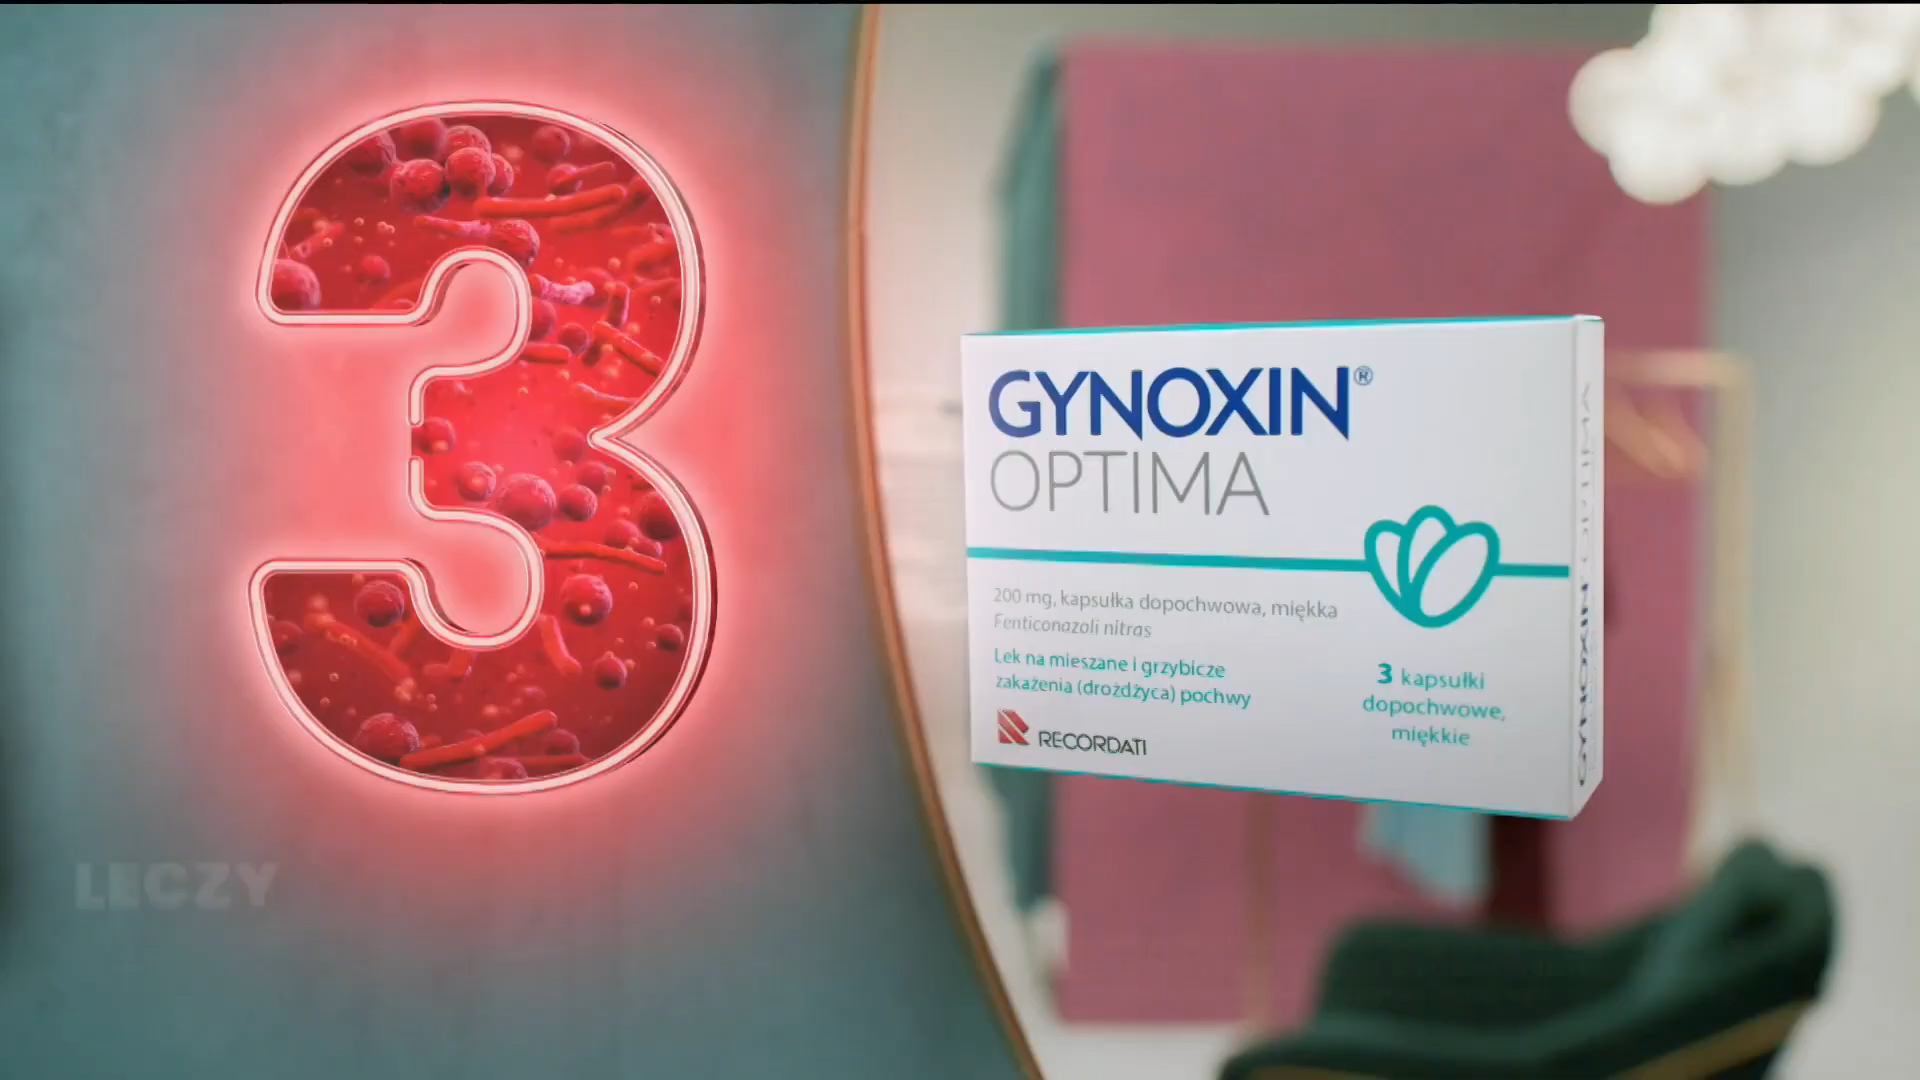 3
LECZY
GYNOXIN®
OPTIMA
200 mg, kapsułka dopochwowa, miękka
Fenticonazoli nitras
Lek na mieszane i grzybicze
zakażenia (drożdżyca) pochwy
RECORDATI
3 kapsułki
dopochwowe,
miękkie
GYNOXIN OPTIMA